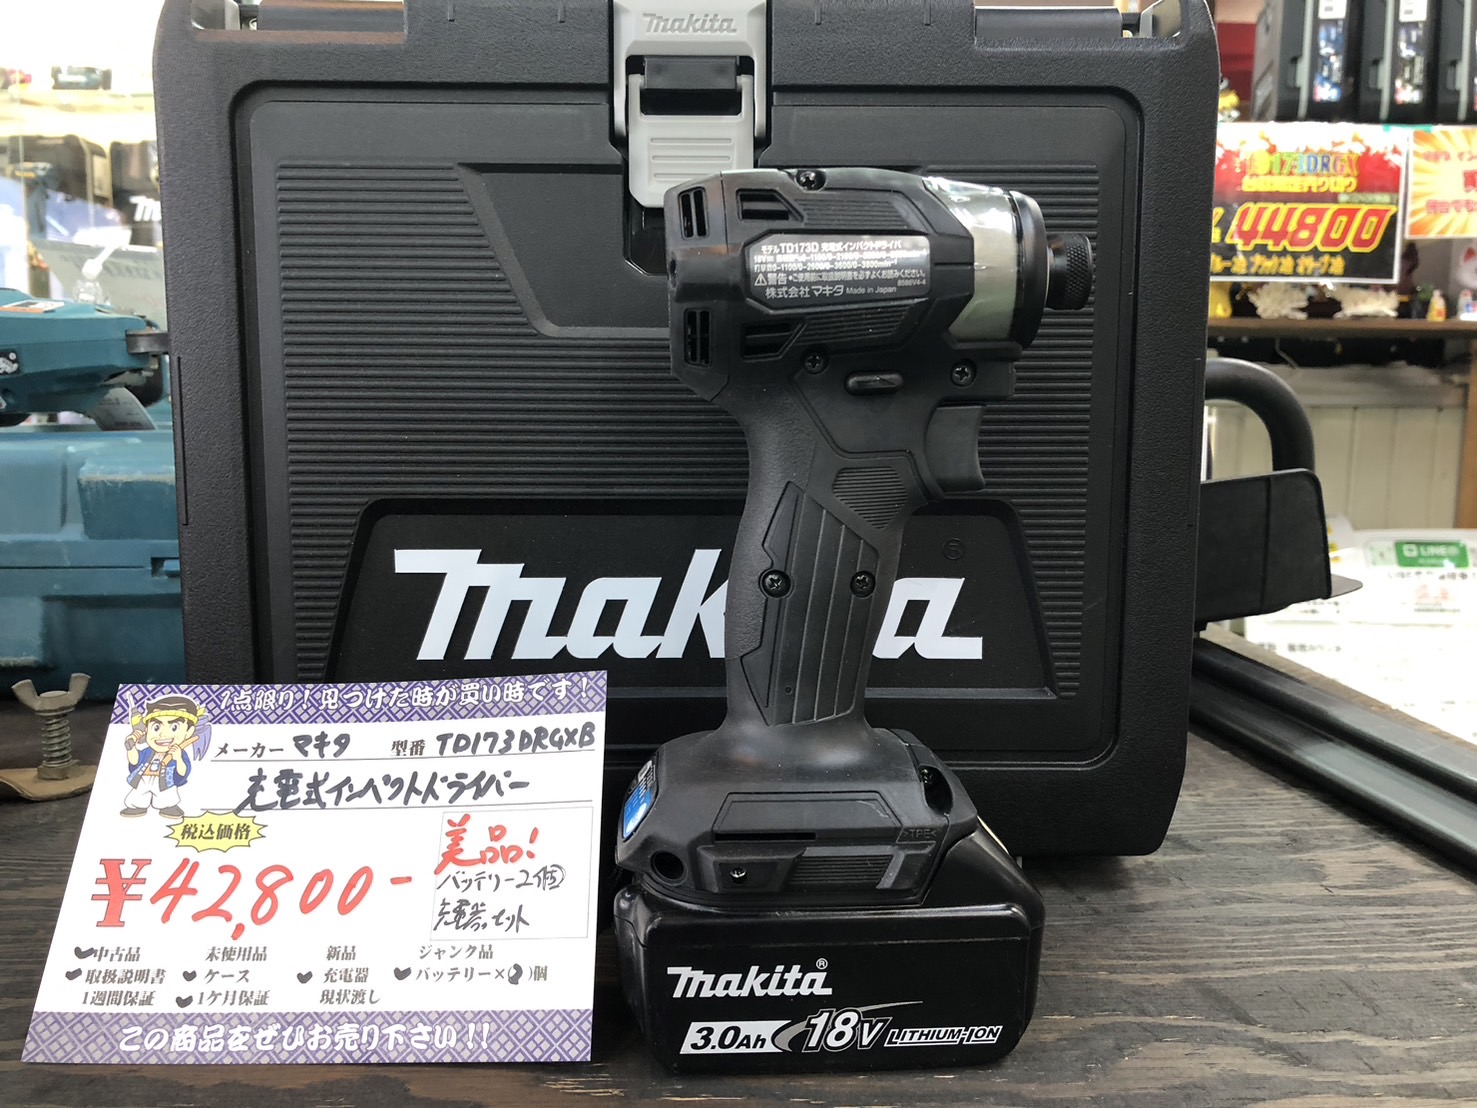 makita
TD173DRGX
44800
モデル TD173D 充電式インパクトドライバ
株式会社マキタ Made in Japan
858EV4-4
makita
LINE
1点限り！見つけた時が買い時です！
メーカー マキタ 型番 TD173DRGXB
充電式インパクトドライバー
税込価格
¥42,800-
美品!
バッテリー2個
充電器セット
中古品 未使用品 新品 ジャンク品
取扱説明書 ケース 充電器 バッテリー×(2)個
1週間保証 1ケ月保証 現状渡し
この商品をぜひお売り下さい!!
>TPE<
makita®
3.0Ah 18V LITHIUM-ION